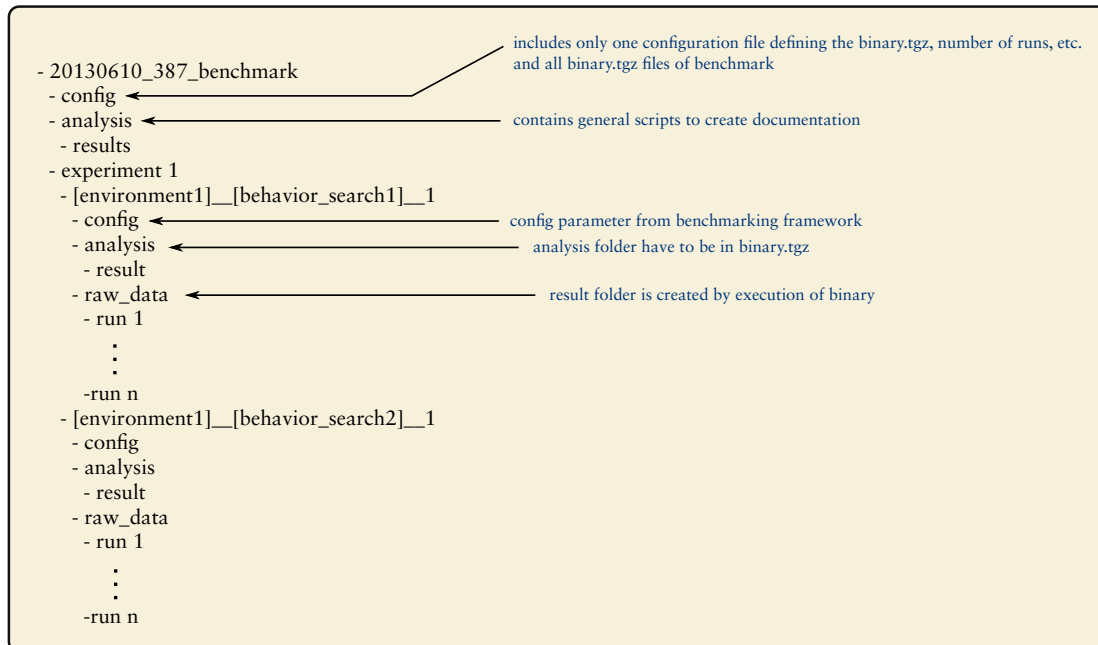 includes only one configuration file defining the binary.tgz, number of runs, etc.
and all binary.tgz files of benchmark
- 20130610_387_benchmark
- config
- analysis
contains general scripts to create documentation
- results
- experiment 1
- [environment1]__[behavior_search1]__1
- config
config parameter from benchmarking framework
- analysis
analysis folder have to be in binary.tgz
- result
- raw_data
result folder is created by execution of binary
- run 1
-run n
- [environment1]__[behavior_search2]__1
- config
- analysis
- result
- raw_data
- run 1
-run n